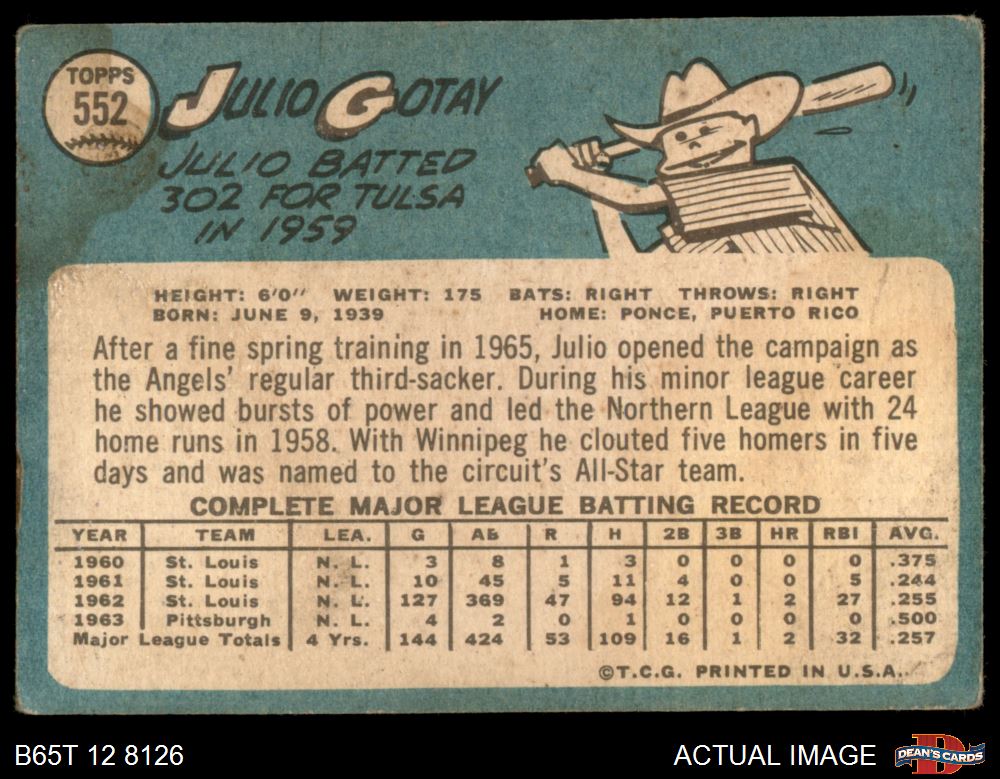 TOPPS
552
JULIO GOTAY
JULIO BATTED
302 FOR TULSA
IN 1959
HEIGHT: 6'0" WEIGHT: 175 BATS: RIGHT THROWS: RIGHT
BORN: JUNE 9, 1939 HOME: PONCE, PUERTO RICO
After a fine spring training in 1965, Julio opened the campaign as
the Angels' regular third-sacker. During his minor league career
he showed bursts of power and led the Northern League with 24
home runs in 1958. With Winnipeg he clouted five homers in five
days and was named to the circuit's All-Star team.
COMPLETE MAJOR LEAGUE BATTING RECORD
YEAR TEAM LEA. G AB R H 2B 3B HR RBI AVG.
1960 St. Louis N. L. 3 8 1 3 0 0 0 0 .375
1961 St. Louis N. L. 10 45 5 11 4 0 0 5 .244
1962 St. Louis N. L. 127 369 47 94 12 1 2 27 .255
1963 Pittsburgh N. L. 4 2 0 1 0 0 0 0 .500
Major League Totals 4 Yrs. 144 424 53 109 16 1 2 32 .257
©T.C.G. PRINTED IN U.S.A.
B65T 12 8126 ACTUAL IMAGE DEAN'S CARDS